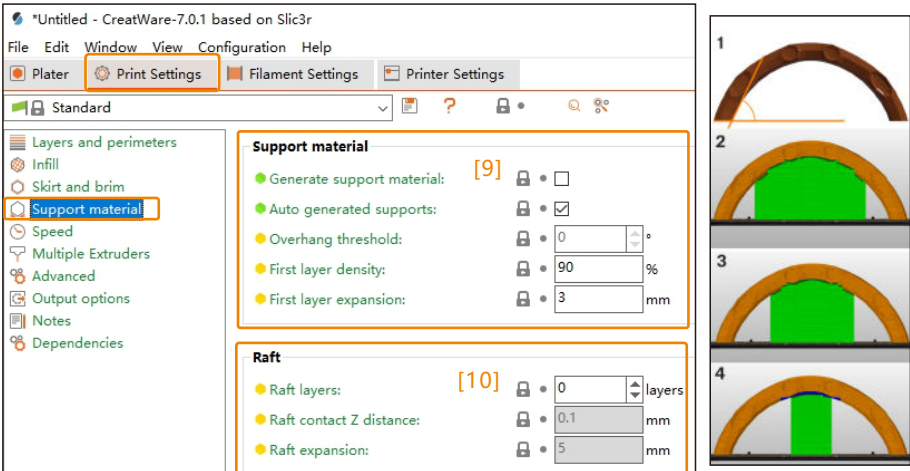 *Untitled - CreatWare-7.0.1 based on Slic3r
File Edit Window View Configuration Help
Plater Print Settings Filament Settings Printer Settings
Standard
Layers and perimeters
Infill
Skirt and brim
Support material
Speed
Multiple Extruders
Advanced
Output options
Notes
Dependencies
Support material
[9]
Generate support material:
Auto generated supports:
Overhang threshold: 0 °
First layer density: 90 %
First layer expansion: 3 mm
Raft
[10]
Raft layers: 0 layers
Raft contact Z distance: 0.1 mm
Raft expansion: 5 mm
1
2
3
4